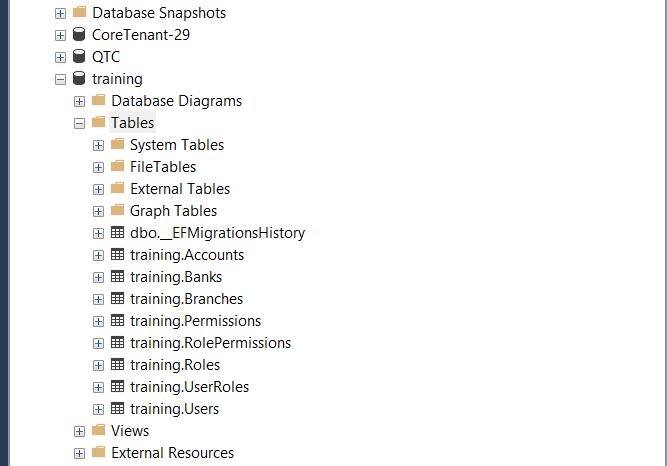 Database Snapshots
CoreTenant-29
QTC
training
Database Diagrams
Tables
System Tables
FileTables
External Tables
Graph Tables
dbo.__EFMigrationsHistory
training.Accounts
training.Banks
training.Branches
training.Permissions
training.RolePermissions
training.Roles
training.UserRoles
training.Users
Views
External Resources